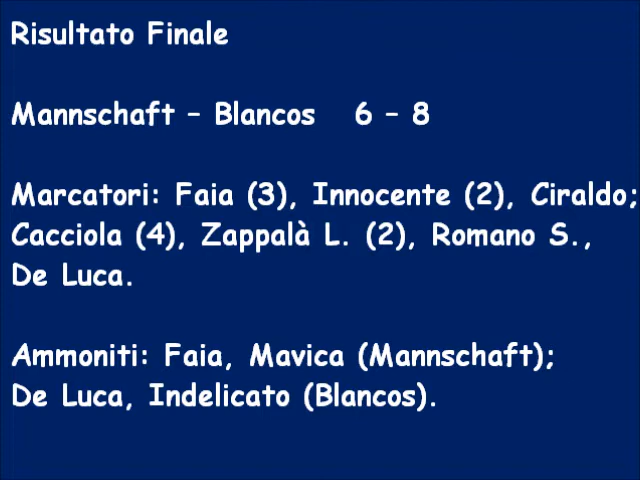 Risultato Finale
Mannschaft – Blancos 6 – 8
Marcatori: Faia (3), Innocente (2), Ciraldo;
Cacciola (4), Zappalà L. (2), Romano S.,
De Luca.
Ammoniti: Faia, Mavica (Mannschaft);
De Luca, Indelicato (Blancos).